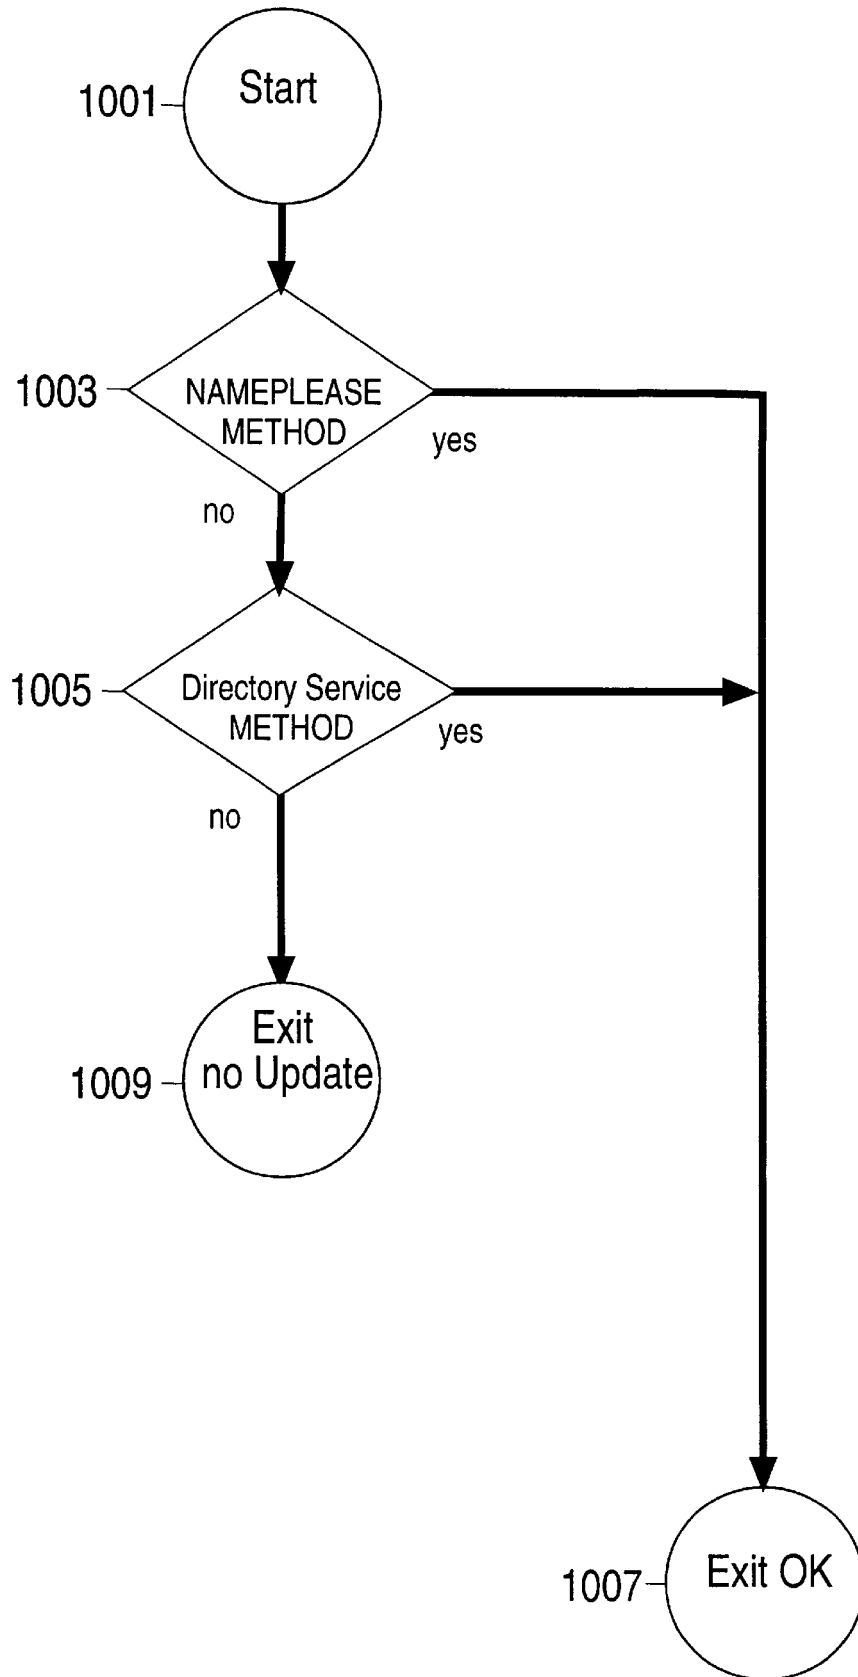 Start
1001
1003
NAMEPLEASE
METHOD
yes
no
1005
Directory Service
METHOD
yes
no
Exit
no Update
1009
Exit OK
1007